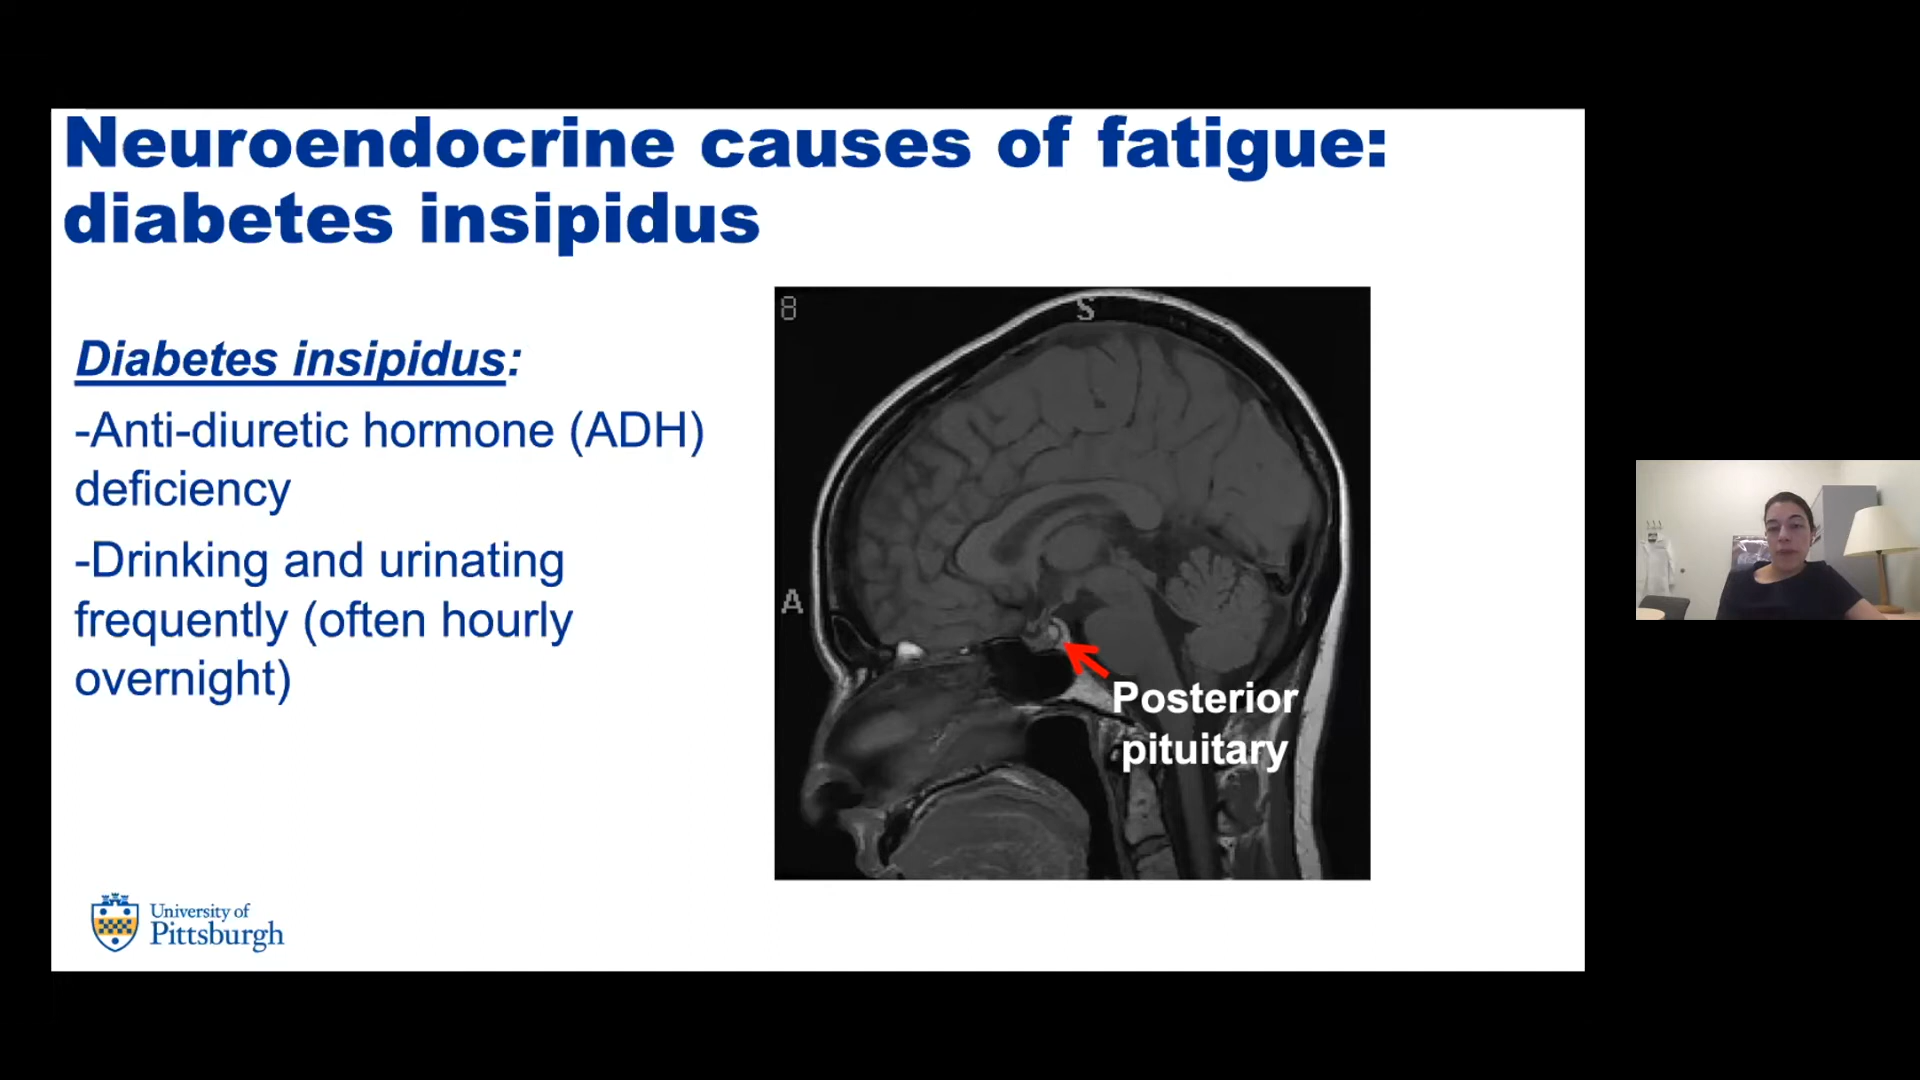 Neuroendocrine causes of fatigue:
diabetes insipidus
Diabetes insipidus:
-Anti-diuretic hormone (ADH)
deficiency
-Drinking and urinating
frequently (often hourly
overnight)
8
S
A
Posterior
pituitary
University of
Pittsburgh